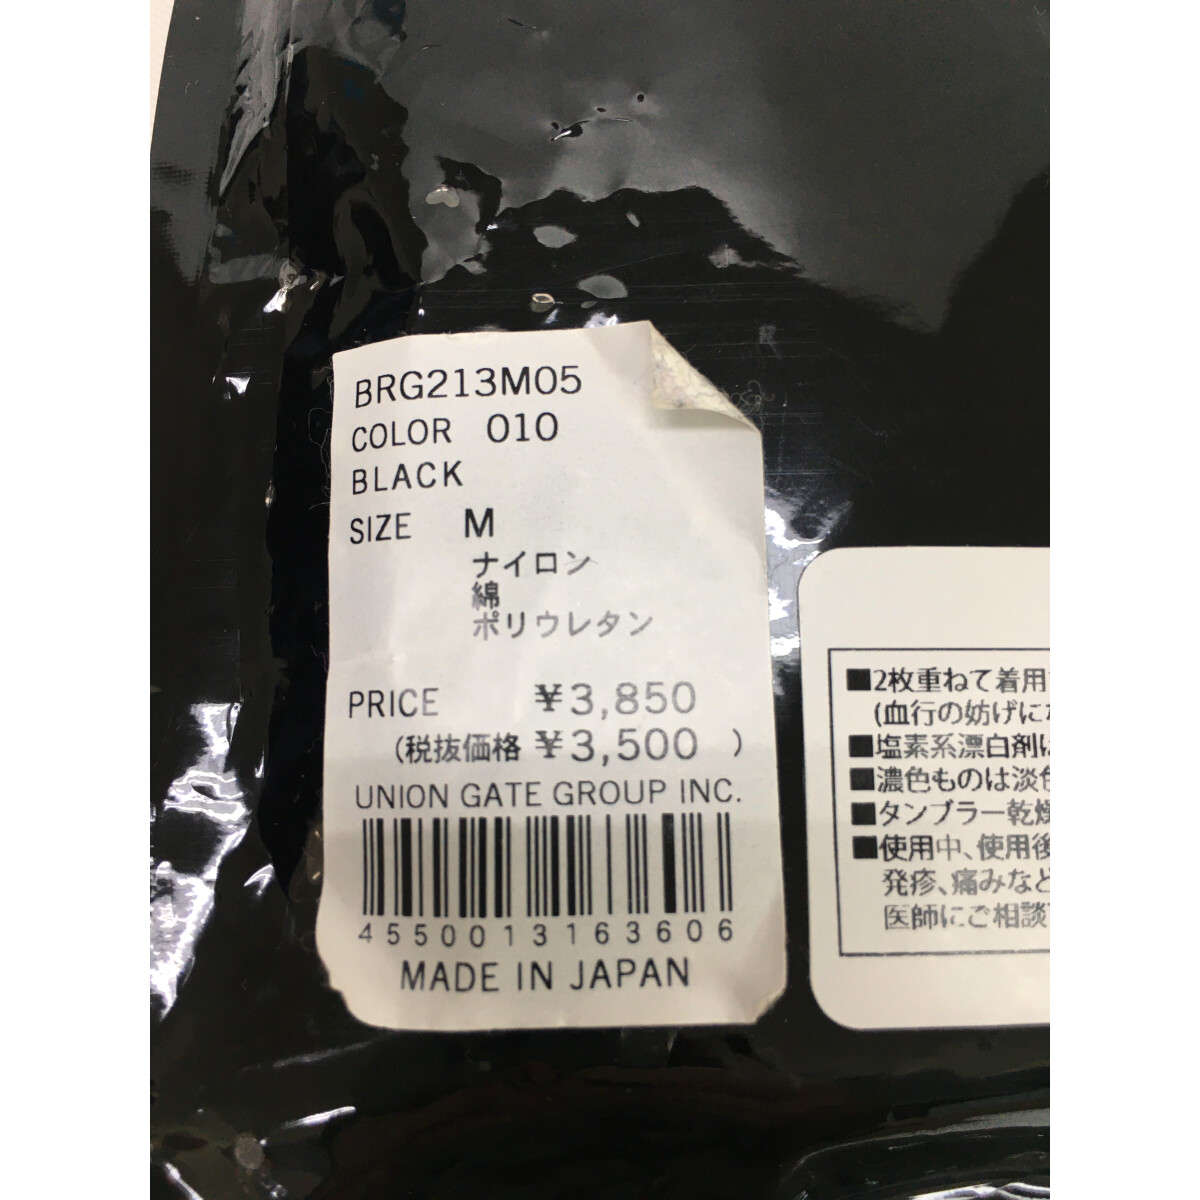 BRG213M05
COLOR 010
BLACK
SIZE M
ナイロン
綿
ポリウレタン
PRICE ¥3,850
(税抜価格 ¥3,500 )
UNION GATE GROUP INC.
4550013163606
MADE IN JAPAN
■2枚重ねて着用
(血行の妨げに
■塩素系漂白剤は
■濃色ものは淡色
■タンブラー乾燥
■使用中、使用後
発疹、痛みなど
医師にご相談